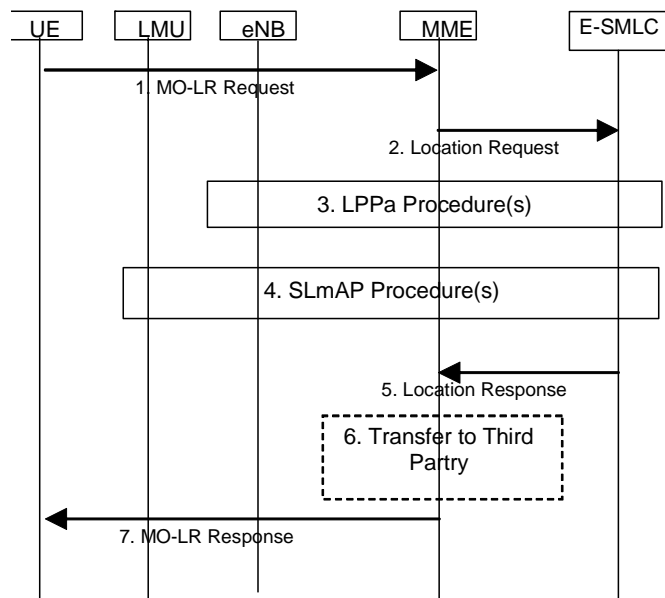 UE LMU eNB MME E-SMLC
1. MO-LR Request
2. Location Request
3. LPPa Procedure(s)
4. SLmAP Procedure(s)
5. Location Response
6. Transfer to Third
Partry
7. MO-LR Response